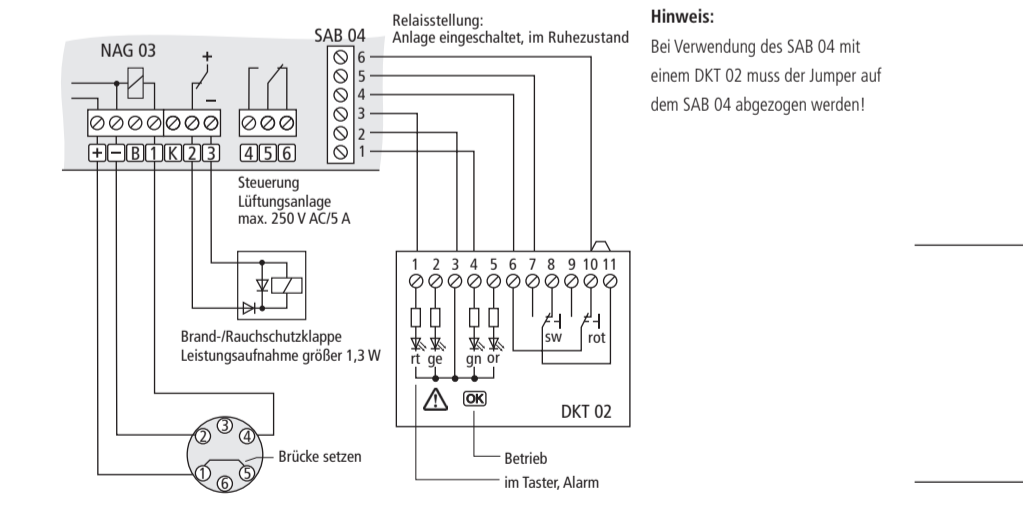 Relaisstellung:
Anlage eingeschaltet, im Ruhezustand
SAB 04
NAG 03
+
−
6
5
4
3
2
1
+ − B 1 K 2 3
4 5 6
Steuerung
Lüftungsanlage
max. 250 V AC/5 A
Brand-/Rauchschutzklappe
Leistungsaufnahme größer 1,3 W
1 2 3 4 5 6 7 8 9 10 11
sw rot
rt ge gn or
OK
DKT 02
3
2 4
1 5
6
Brücke setzen
Betrieb
im Taster, Alarm
Hinweis:
Bei Verwendung des SAB 04 mit
einem DKT 02 muss der Jumper auf
dem SAB 04 abgezogen werden!